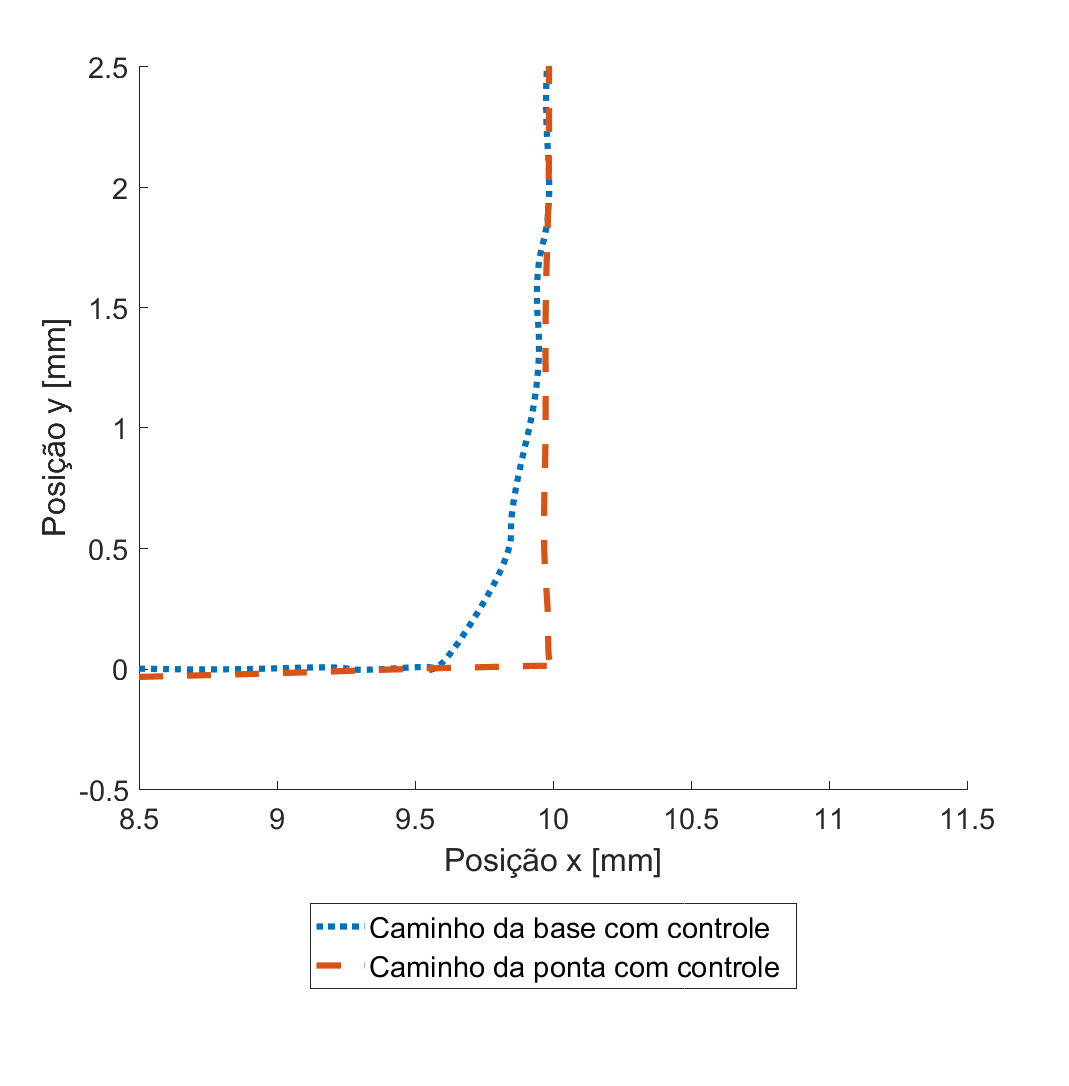 2.5
2
1.5
1
0.5
0
-0.5
Posição y [mm]
8.5 9 9.5 10 10.5 11 11.5
Posição x [mm]
Caminho da base com controle
Caminho da ponta com controle